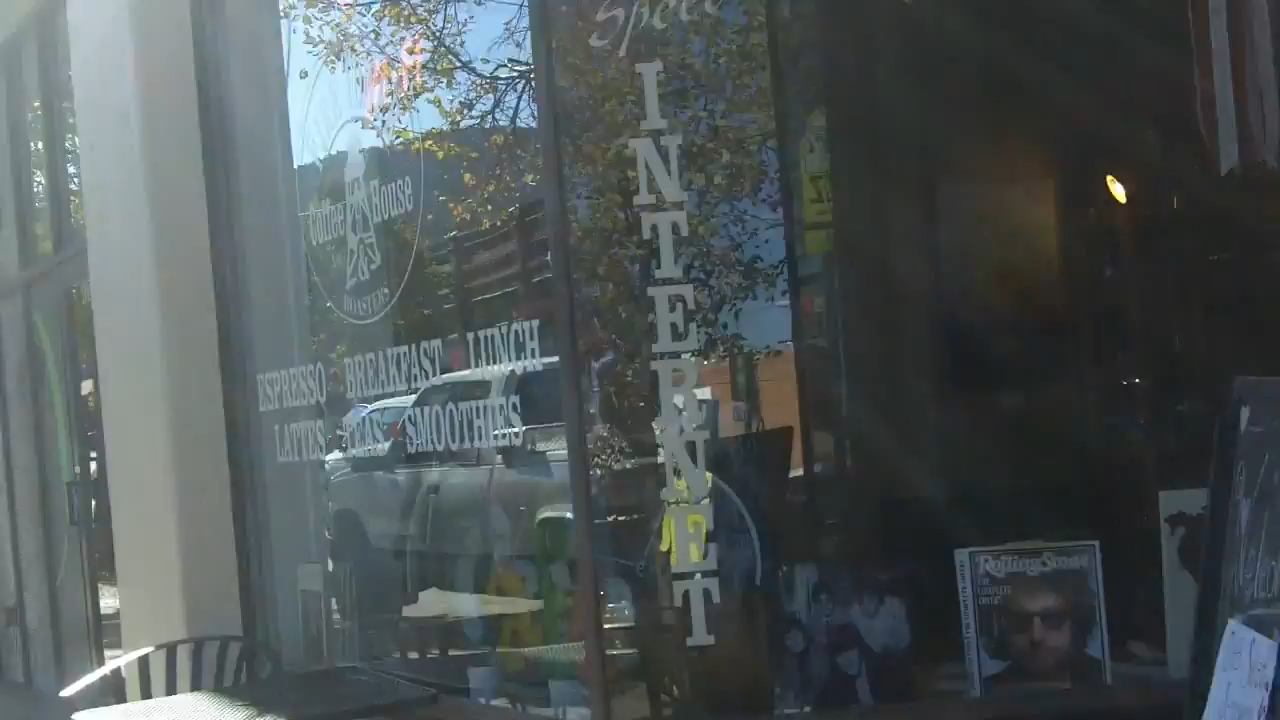 Coffee House
ROASTERS
ESPRESSO BREAKFAST LUNCH
LATTES TEAS SMOOTHIES
INTERNET
Rolling Stone